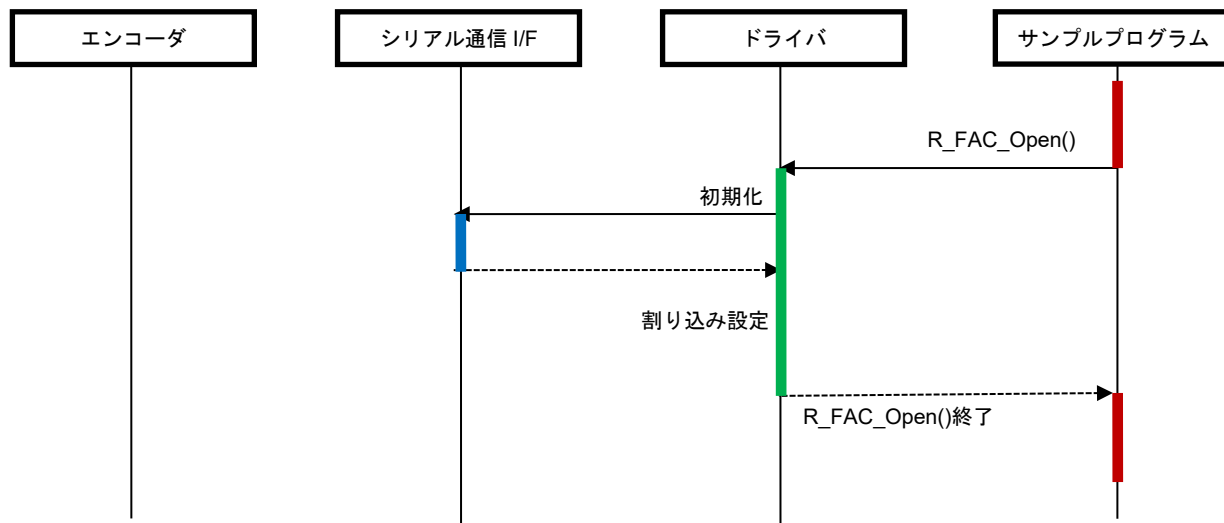 エンコーダ
シリアル通信 I/F
ドライバ
サンプルプログラム
R_FAC_Open()
初期化
割り込み設定
R_FAC_Open()終了